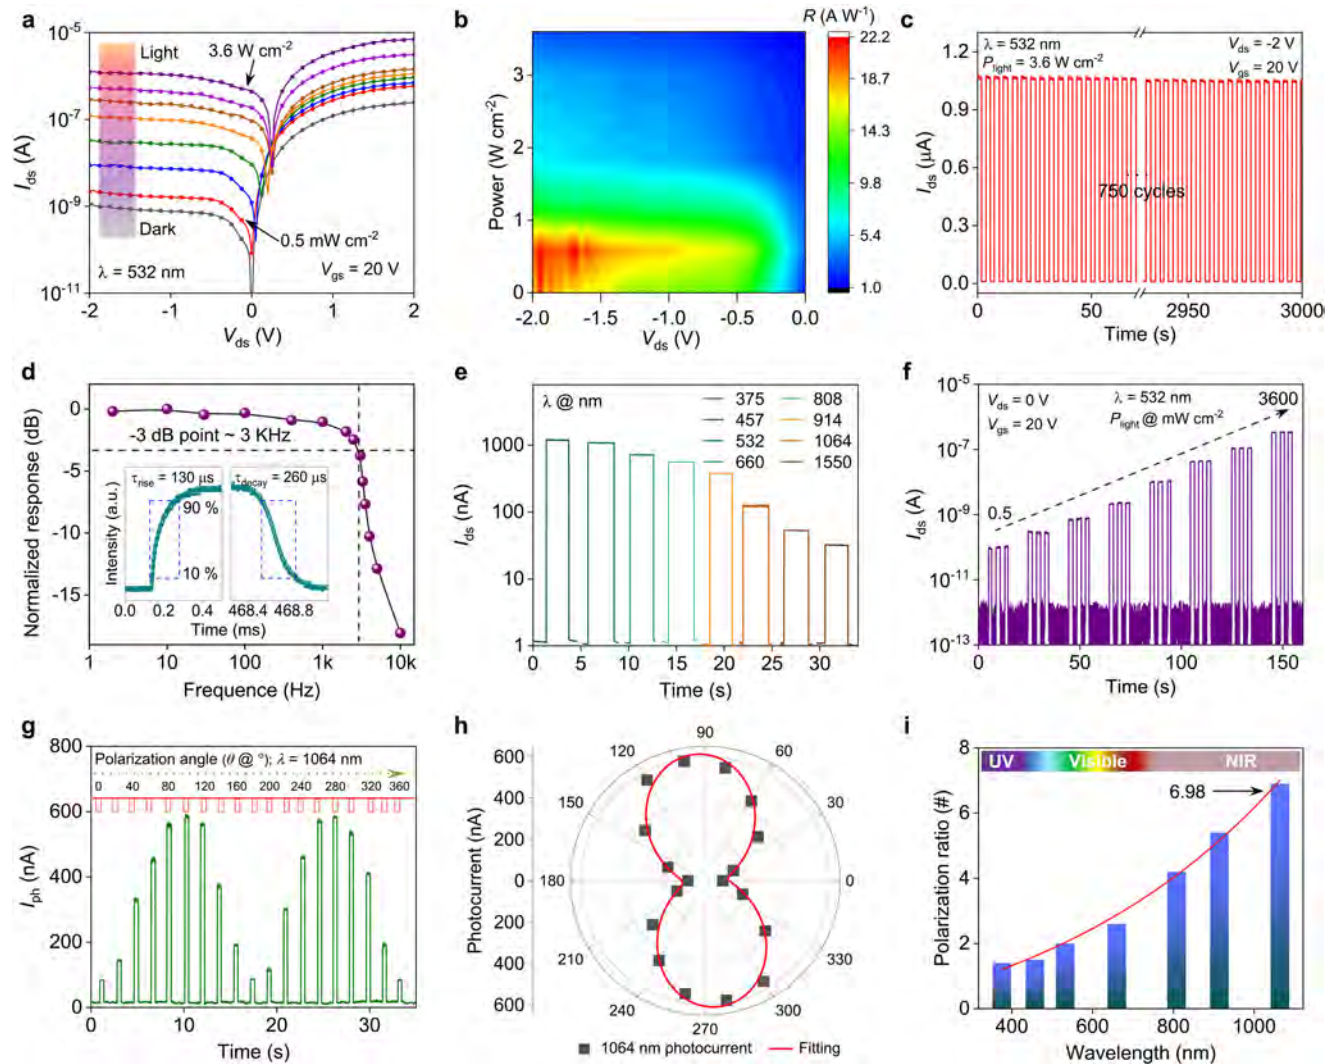 a
10⁻⁵
10⁻⁷
10⁻⁹
10⁻¹¹
I_ds (A)
Light
3.6 W cm⁻²
Dark
0.5 mW cm⁻²
λ = 532 nm
V_gs = 20 V
-2 -1 0 1 2
V_ds (V)
b
R (A W⁻¹)
22.2
18.7
14.3
9.8
5.4
1.0
3
2
1
0
Power (W cm⁻²)
-2.0 -1.5 -1.0 -0.5 0.0
V_ds (V)
c
λ = 532 nm
P_light = 3.6 W cm⁻²
V_ds = -2 V
V_gs = 20 V
1.2
0.9
0.6
0.3
0.0
I_ds (µA)
750 cycles
0 50 2950 3000
Time (s)
d
0
-5
-10
-15
Normalized response (dB)
-3 dB point ~ 3 KHz
τ_rise = 130 µs
τ_decay = 260 µs
90 %
10 %
Intensity (a.u.)
0.0 0.2 0.4 468.4 468.8
Time (ms)
1 10 100 1k 10k
Frequence (Hz)
e
λ @ nm
375 808
457 914
532 1064
660 1550
1000
100
10
1
I_ds (nA)
0 5 10 15 20 25 30
Time (s)
f
V_ds = 0 V
V_gs = 20 V
λ = 532 nm
P_light @ mW cm⁻²
3600
0.5
10⁻⁵
10⁻⁷
10⁻⁹
10⁻¹¹
10⁻¹³
I_ds (A)
0 50 100 150
Time (s)
g
Polarization angle (θ @ °); λ = 1064 nm
0 40 80 120 160 200 240 280 320 360
800
600
400
200
0
I_ph (nA)
0 10 20 30
Time (s)
h
600
400
200
0
200
400
600
Photocurrent (nA)
90
120 60
150 30
180 0
210 330
240 300
270
1064 nm photocurrent Fitting
i
UV Visible NIR
6.98
8
6
4
2
0
Polarization ratio (#)
400 600 800 1000
Wavelength (nm)